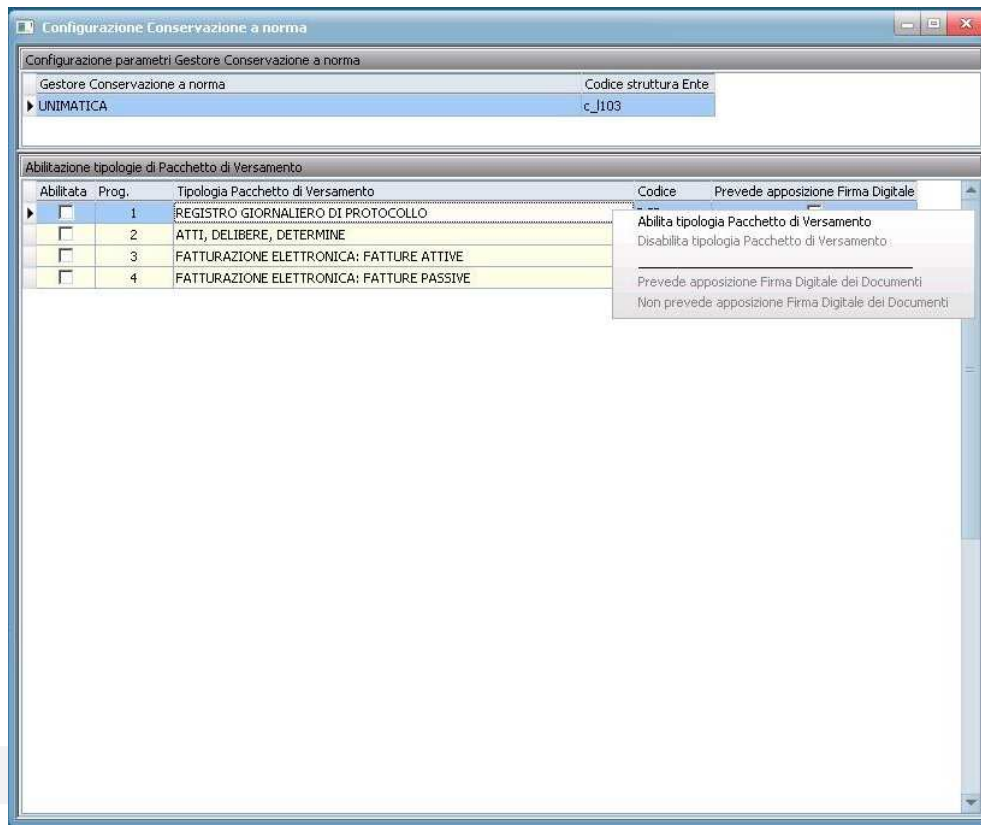 Configurazione Conservazione a norma
Configurazione parametri Gestore Conservazione a norma
Gestore Conservazione a norma Codice struttura Ente
UNIMATICA c_l103
Abilitazione tipologie di Pacchetto di Versamento
Abilitata Prog. Tipologia Pacchetto di Versamento Codice Prevede apposizione Firma Digitale
1 REGISTRO GIORNALIERO DI PROTOCOLLO
2 ATTI, DELIBERE, DETERMINE
3 FATTURAZIONE ELETTRONICA: FATTURE ATTIVE
4 FATTURAZIONE ELETTRONICA: FATTURE PASSIVE
Abilita tipologia Pacchetto di Versamento
Disabilita tipologia Pacchetto di Versamento
Prevede apposizione Firma Digitale dei Documenti
Non prevede apposizione Firma Digitale dei Documenti